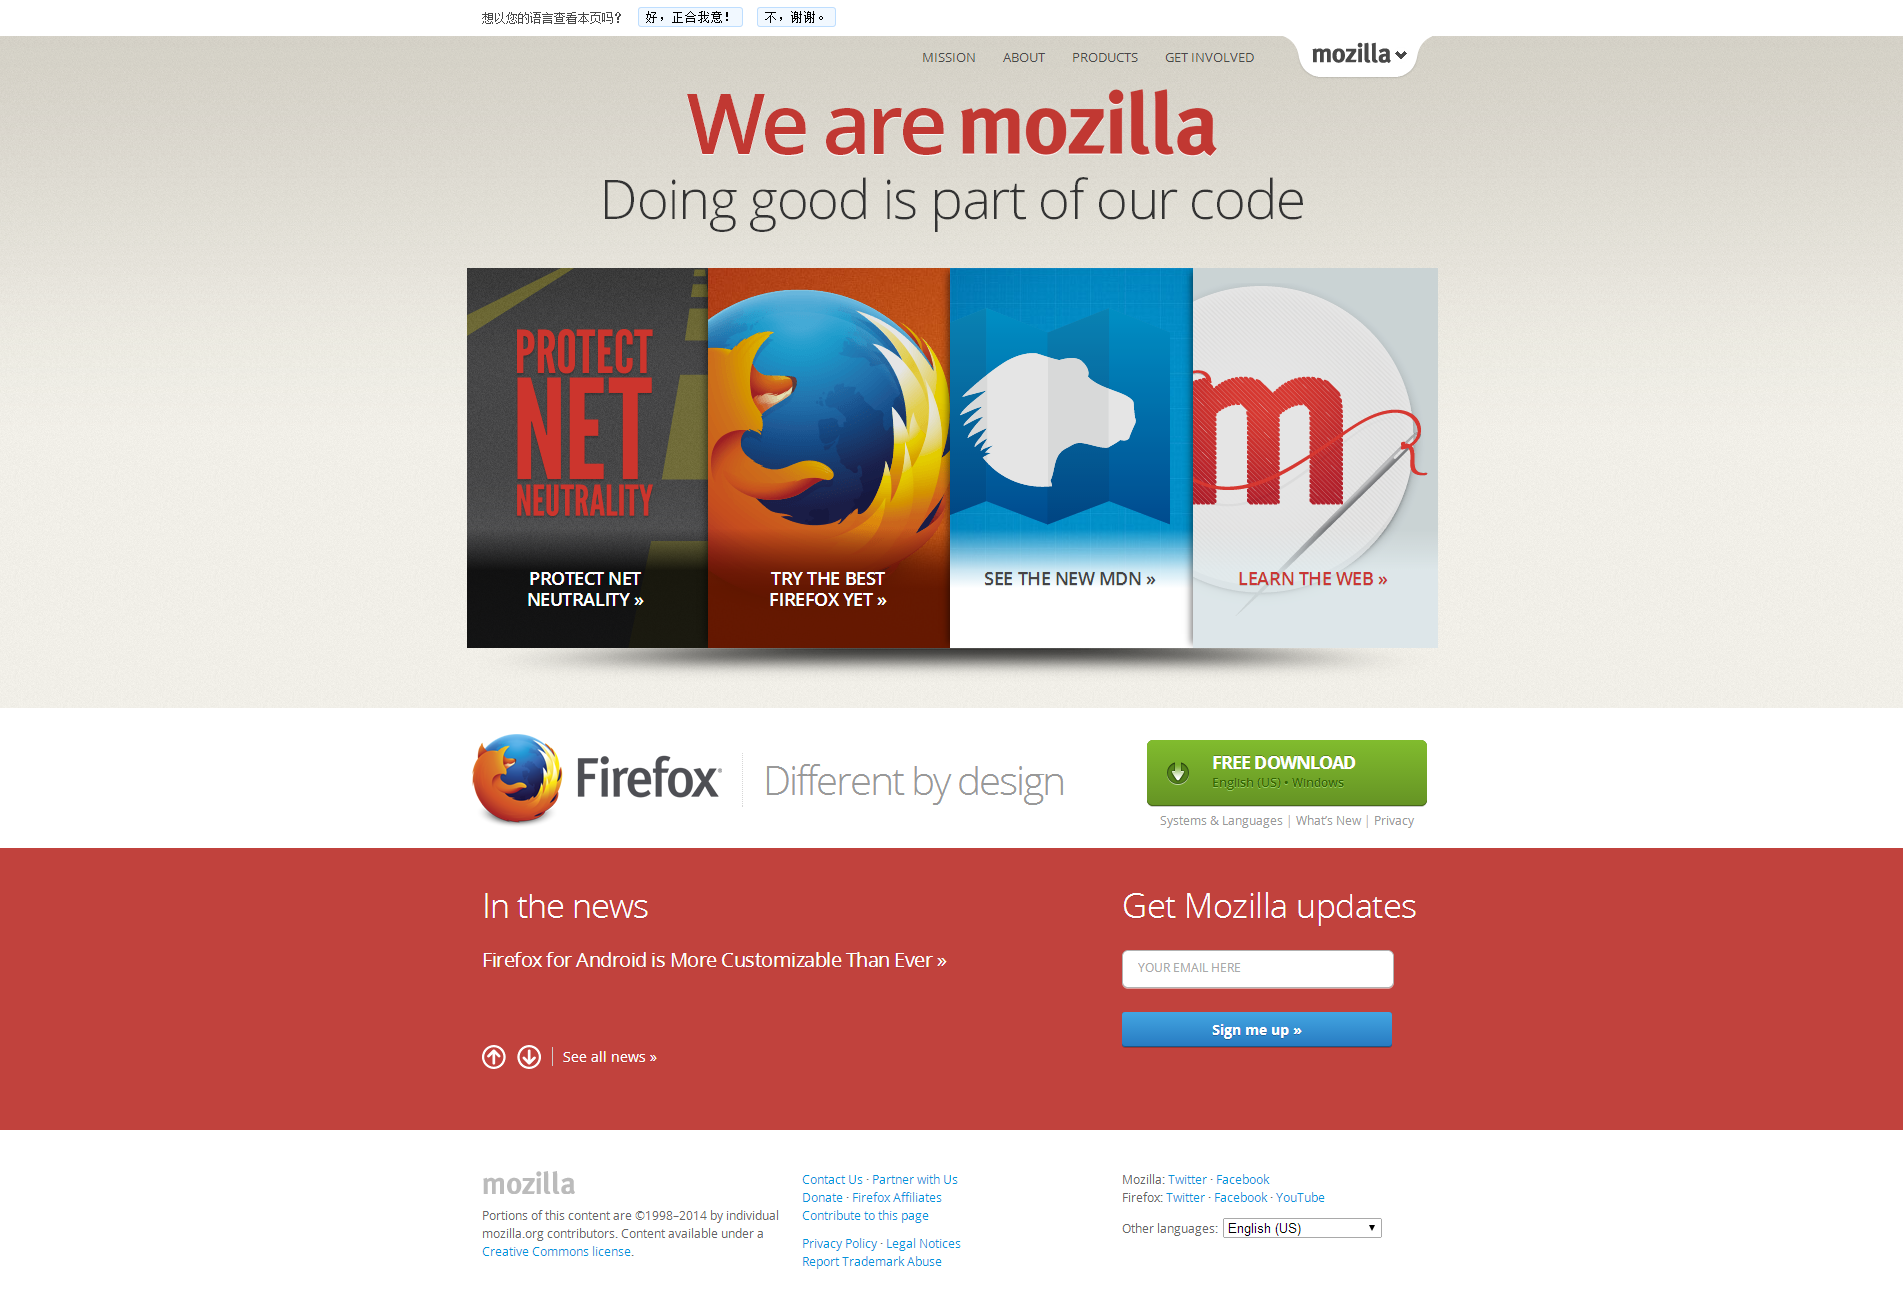 想以您的语言查看本页吗？ 好，正合我意！ 不，谢谢。
MISSION ABOUT PRODUCTS GET INVOLVED mozilla
We are mozilla
Doing good is part of our code
PROTECT
NET
NEUTRALITY
m
PROTECT NET
NEUTRALITY »
TRY THE BEST
FIREFOX YET »
SEE THE NEW MDN »
LEARN THE WEB »
Firefox® Different by design
FREE DOWNLOAD
English (US) • Windows
Systems & Languages | What's New | Privacy
In the news
Firefox for Android is More Customizable Than Ever »
See all news »
Get Mozilla updates
YOUR EMAIL HERE
Sign me up »
mozilla
Portions of this content are ©1998–2014 by individual
mozilla.org contributors. Content available under a
Creative Commons license.
Contact Us · Partner with Us
Donate · Firefox Affiliates
Contribute to this page
Privacy Policy · Legal Notices
Report Trademark Abuse
Mozilla: Twitter · Facebook
Firefox: Twitter · Facebook · YouTube
Other languages: English (US)